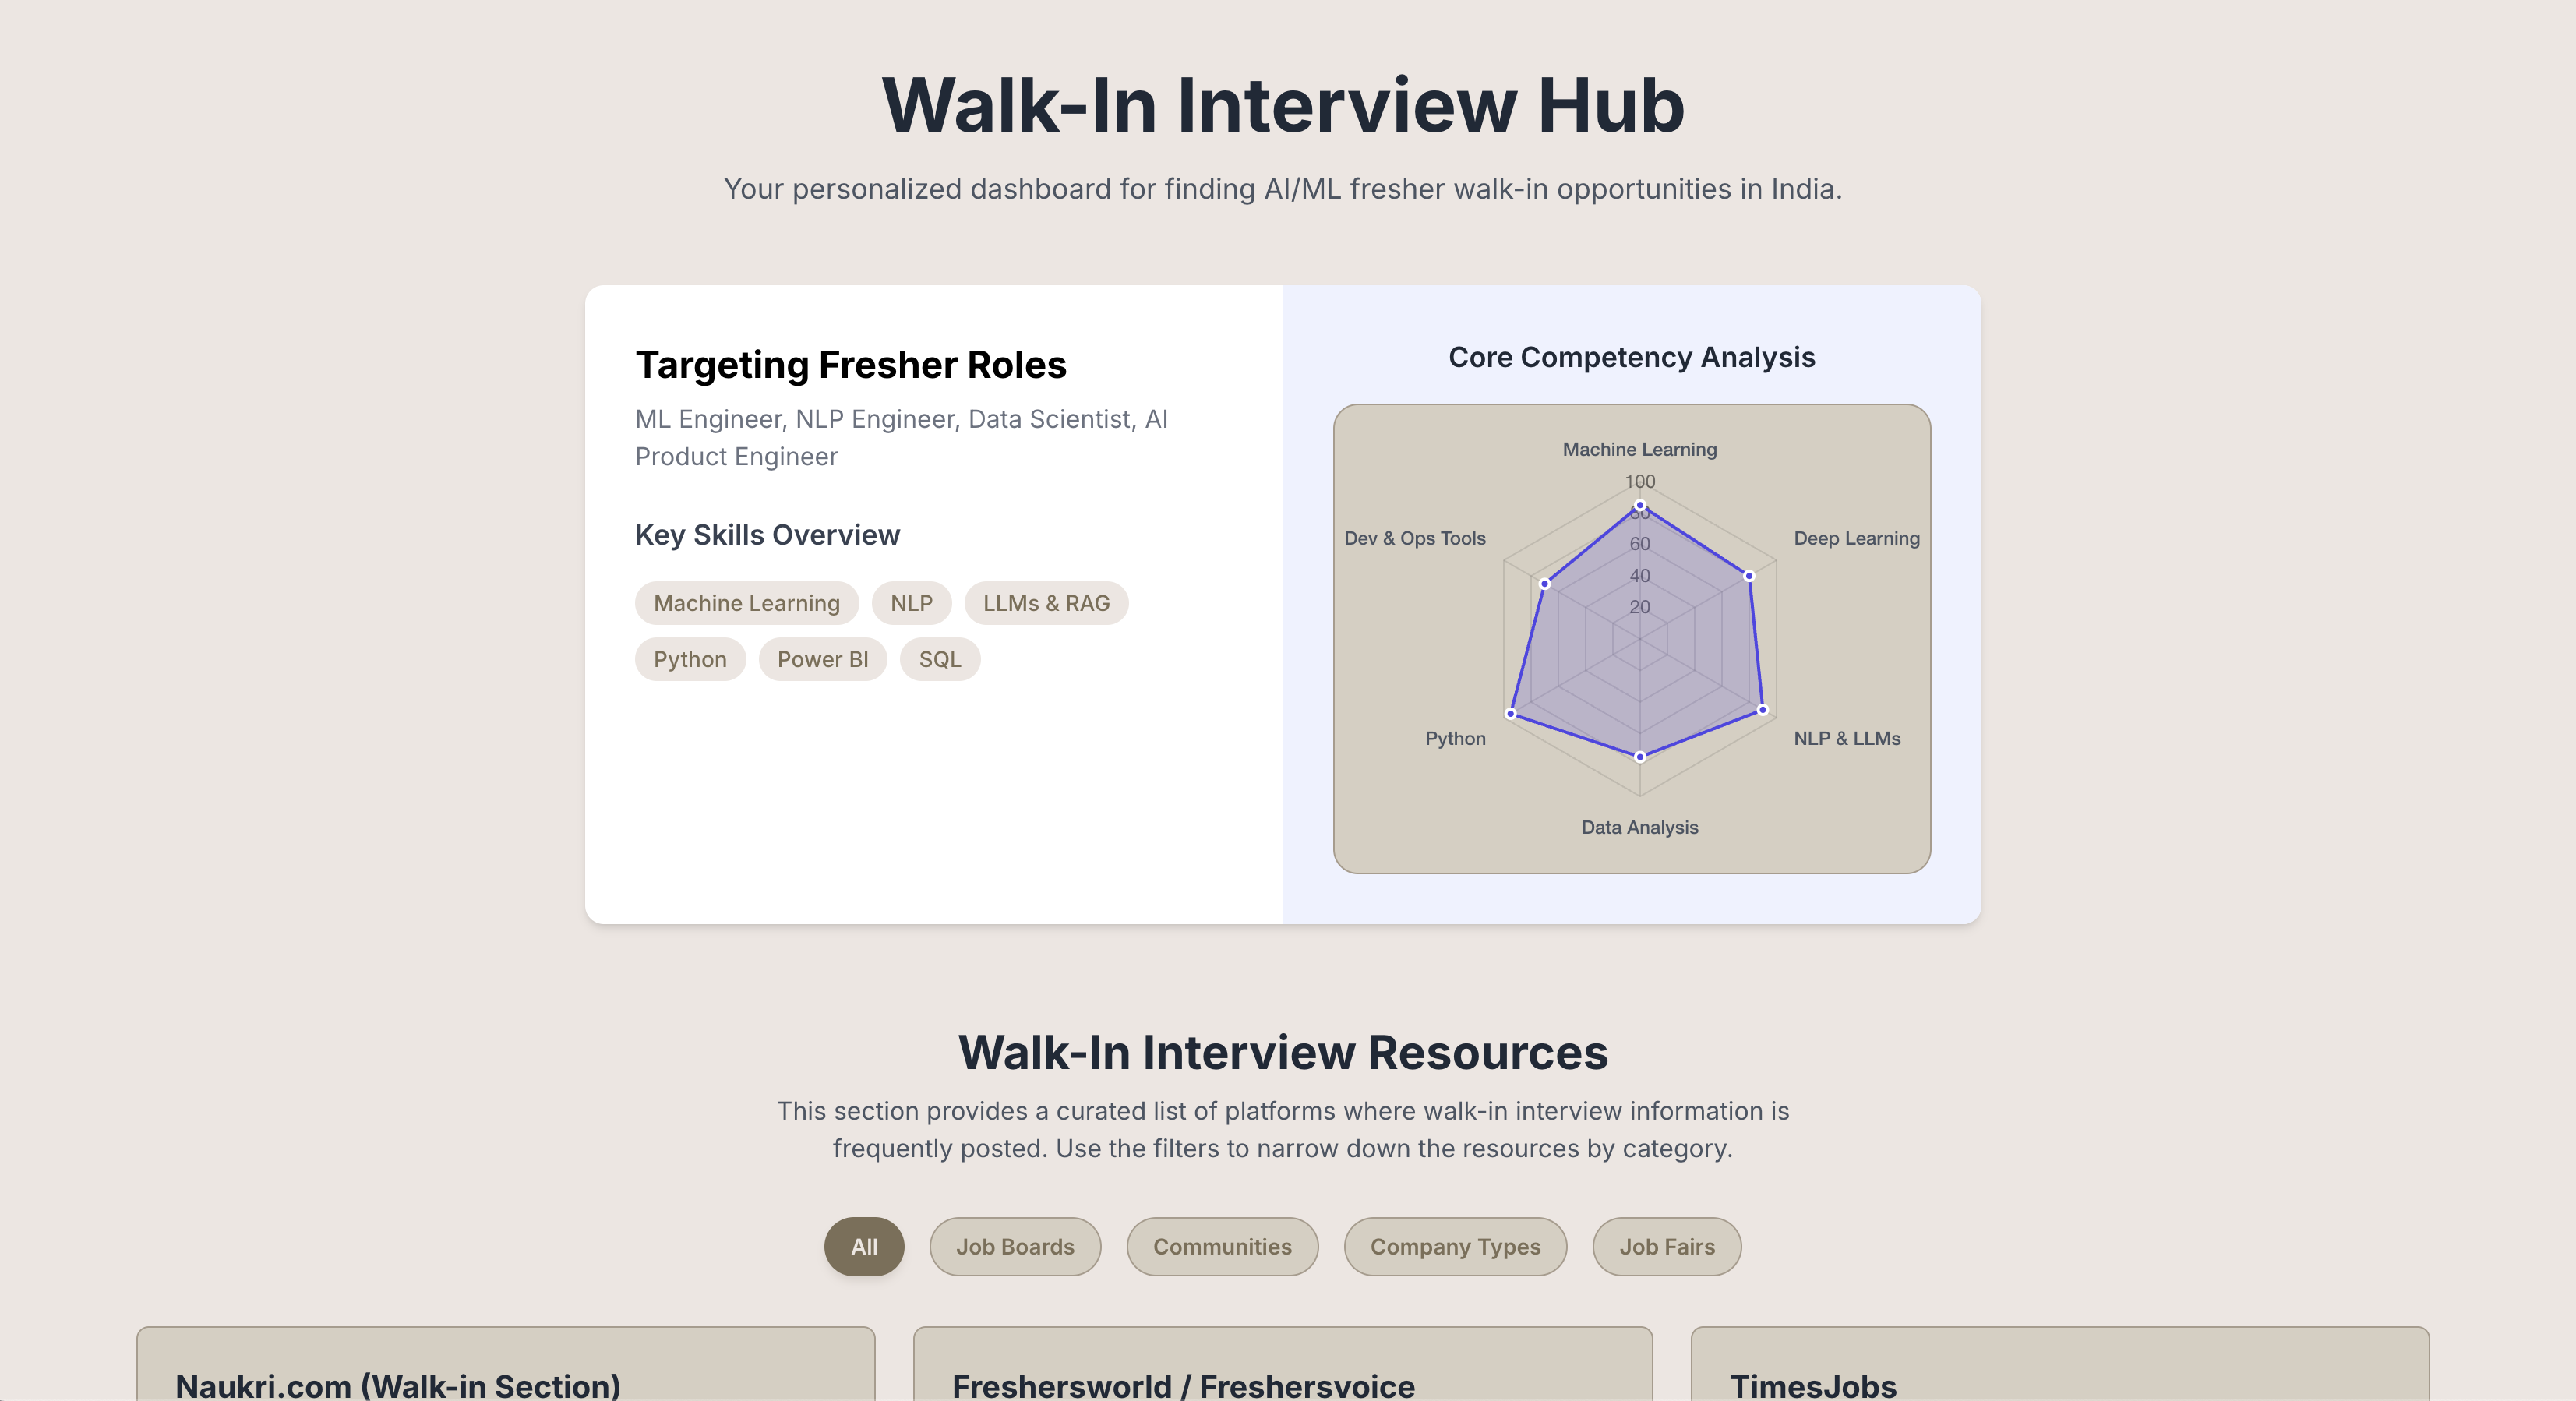 Walk-In Interview Hub
Your personalized dashboard for finding AI/ML fresher walk-in opportunities in India.
Targeting Fresher Roles
ML Engineer, NLP Engineer, Data Scientist, AI
Product Engineer
Key Skills Overview
Machine Learning
NLP
LLMs & RAG
Python
Power BI
SQL
Core Competency Analysis
Machine Learning
100
80
60
40
20
Dev & Ops Tools
Deep Learning
Python
NLP & LLMs
Data Analysis
Walk-In Interview Resources
This section provides a curated list of platforms where walk-in interview information is
frequently posted. Use the filters to narrow down the resources by category.
All
Job Boards
Communities
Company Types
Job Fairs
Naukri.com (Walk-in Section)
Freshersworld / Freshersvoice
TimesJobs